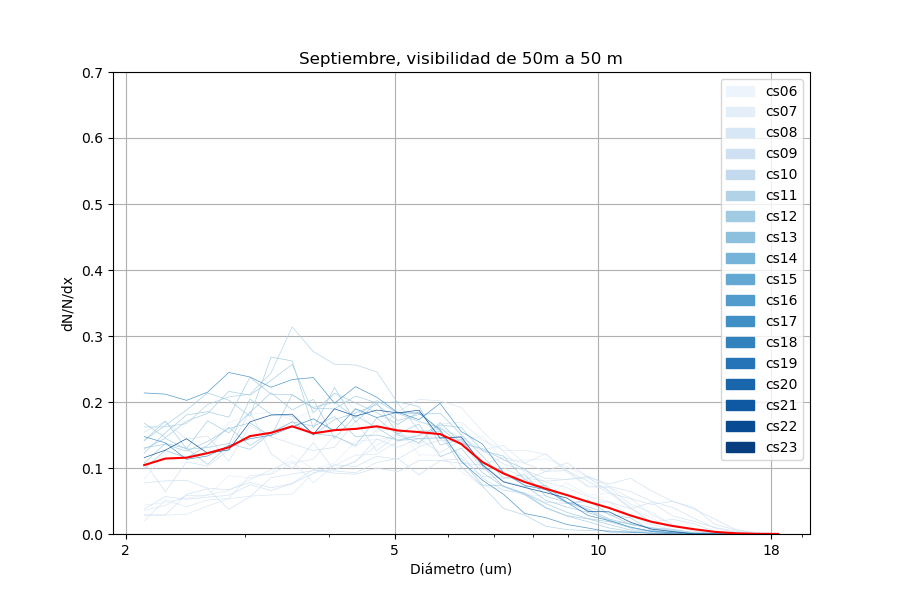 Septiembre, visibilidad de 50m a 50 m
0.7
0.6
0.5
0.4
0.3
0.2
0.1
0.0
dN/N/dx
2
5
10
18
Diámetro (um)
cs06
cs07
cs08
cs09
cs10
cs11
cs12
cs13
cs14
cs15
cs16
cs17
cs18
cs19
cs20
cs21
cs22
cs23